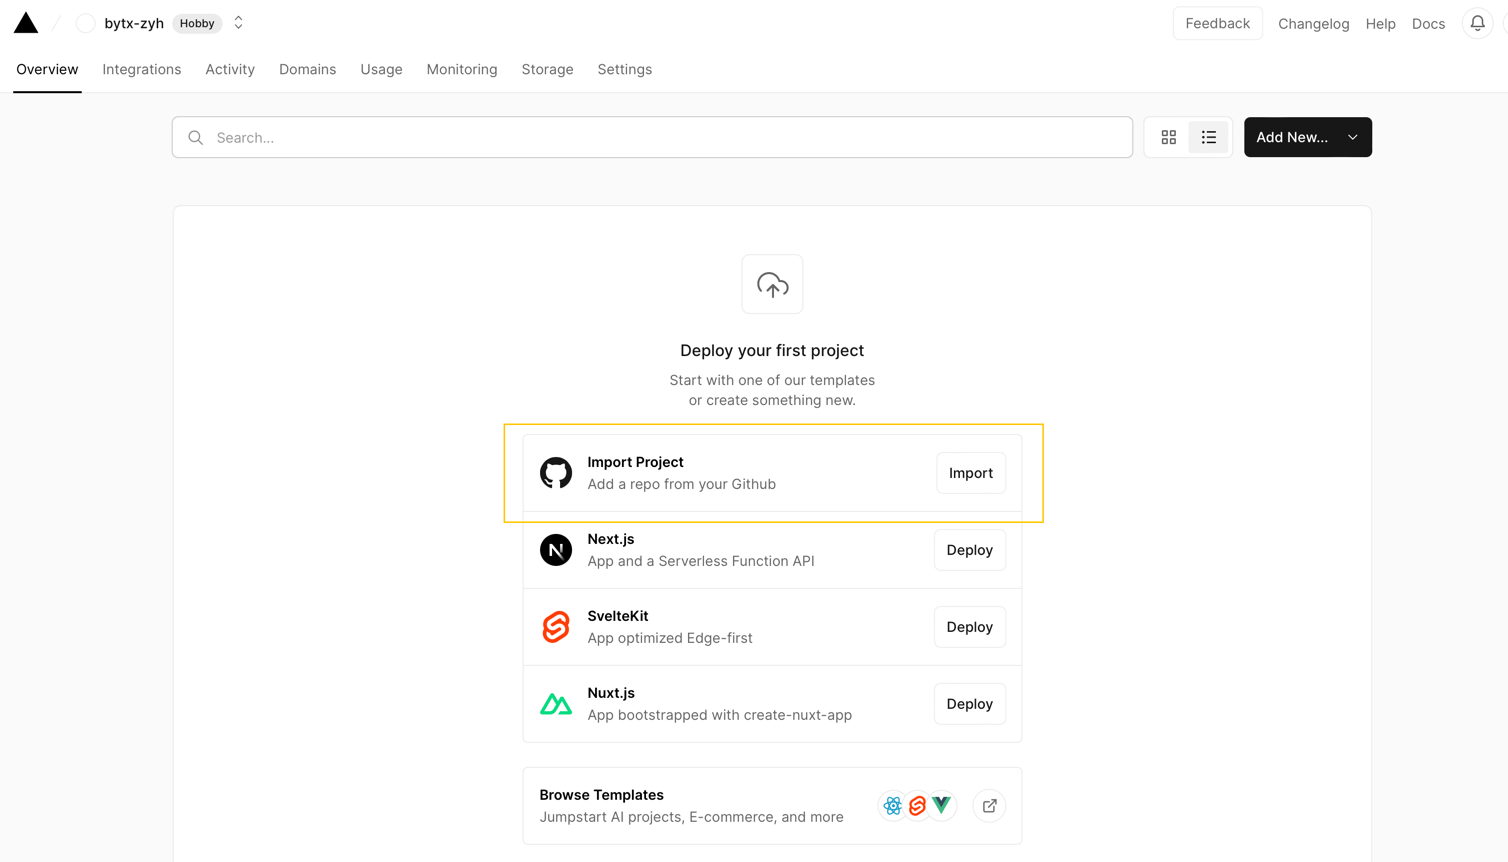 bytx-zyh Hobby
Feedback Changelog Help Docs
Overview Integrations Activity Domains Usage Monitoring Storage Settings
Search...
Add New...
Deploy your first project
Start with one of our templates
or create something new.
Import Project
Add a repo from your Github
Import
Next.js
App and a Serverless Function API
Deploy
SvelteKit
App optimized Edge-first
Deploy
Nuxt.js
App bootstrapped with create-nuxt-app
Deploy
Browse Templates
Jumpstart AI projects, E-commerce, and more